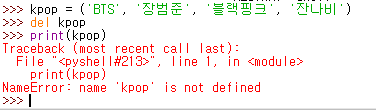 >>> kpop = ('BTS', '장범준', '블랙핑크', '잔나비')
>>> del kpop
>>> print(kpop)
Traceback (most recent call last):
  File "<pyshell#213>", line 1, in <module>
    print(kpop)
NameError: name 'kpop' is not defined
>>>